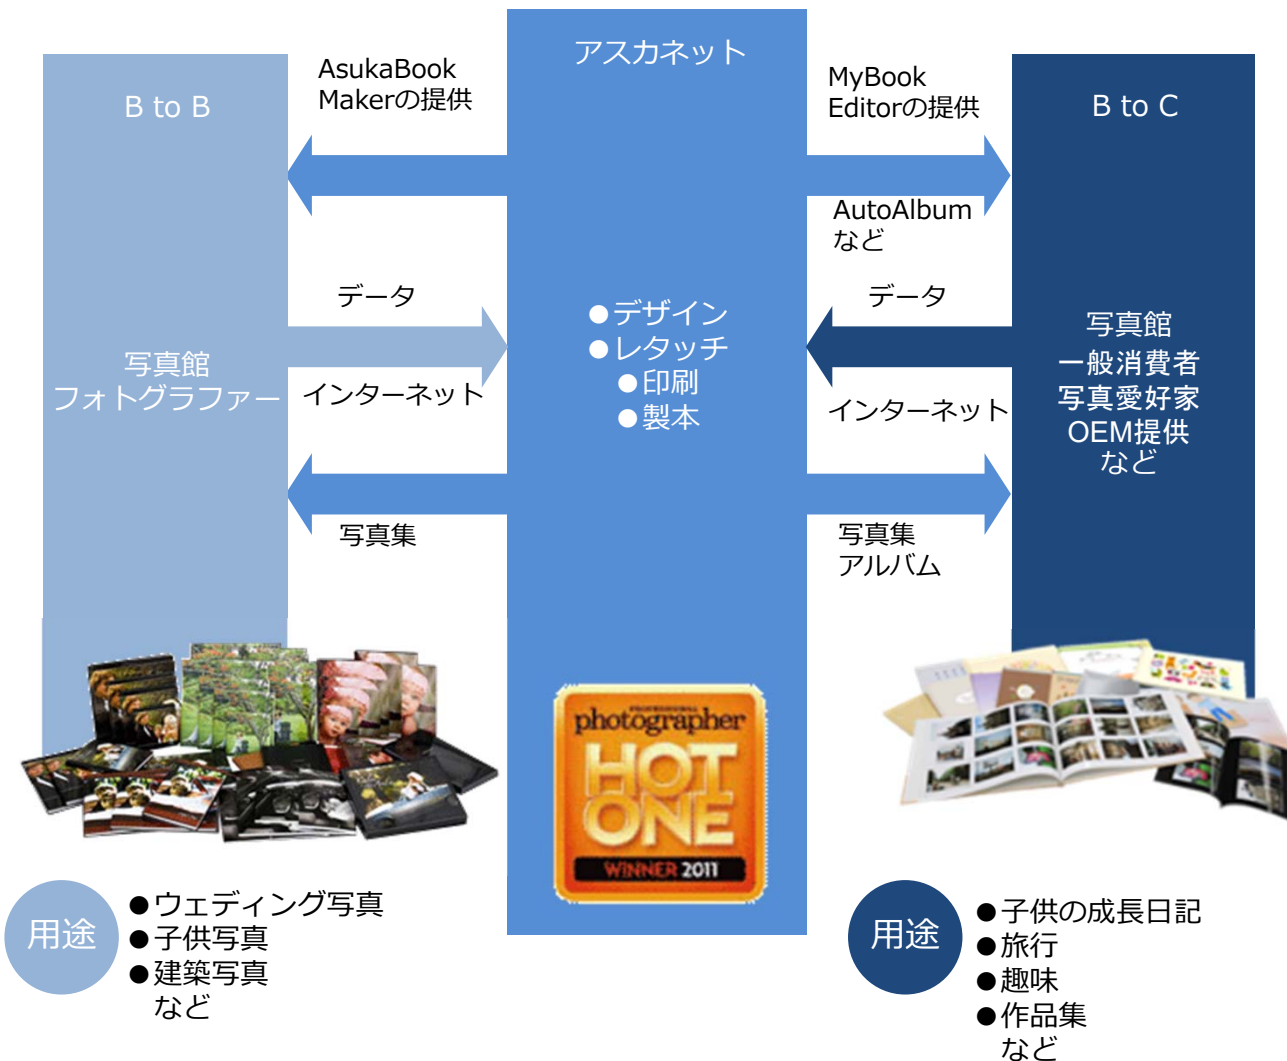 アスカネット
B to B
AsukaBook
Makerの提供
MyBook
Editorの提供
B to C
AutoAlbum
など
データ
データ
写真館
フォトグラファー
インターネット
●デザイン
●レタッチ
●印刷
●製本
インターネット
写真館
一般消費者
写真愛好家
OEM提供
など
写真集
写真集
アルバム
PROFESSIONAL
photographer
HOT
ONE
WINNER 2011
用途
●ウェディング写真
●子供写真
●建築写真
など
用途
●子供の成長日記
●旅行
●趣味
●作品集
など